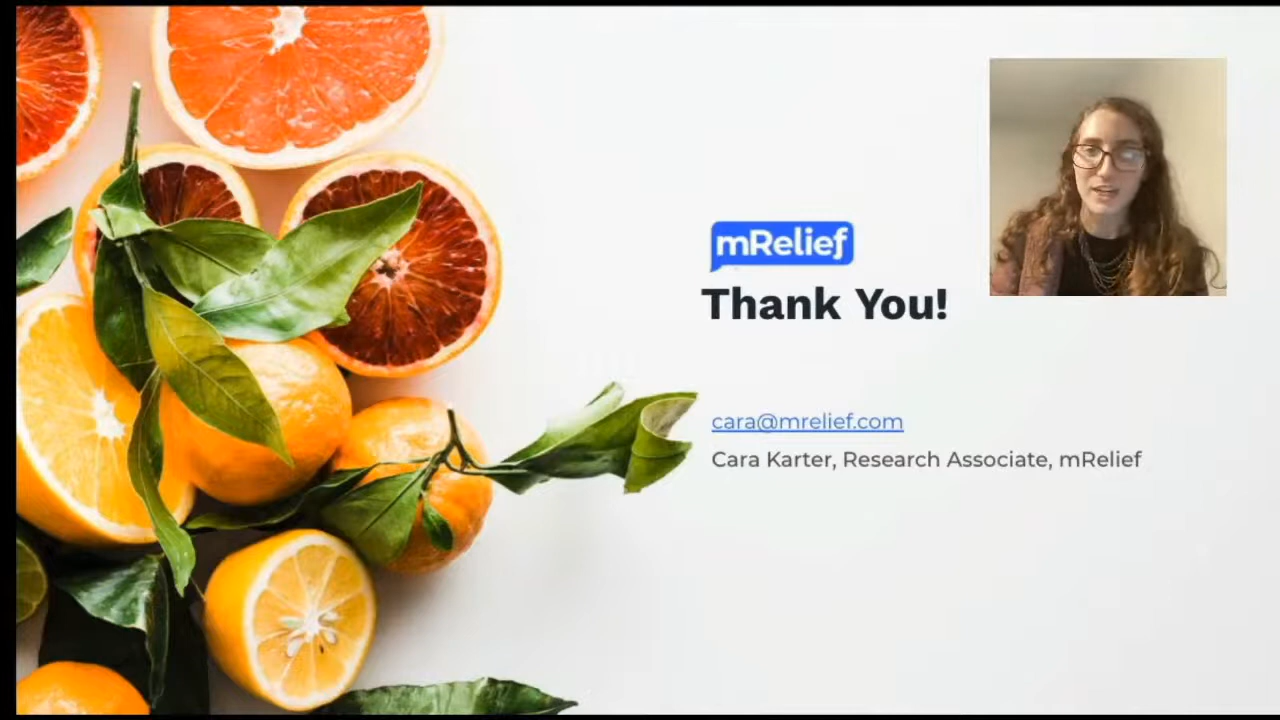 mRelief
Thank You!
cara@mrelief.com
Cara Karter, Research Associate, mRelief